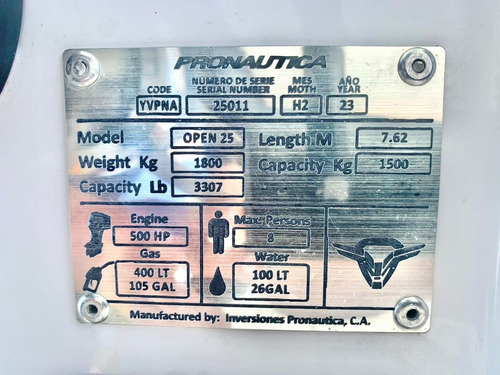 PRONAUTICA
CODE NÚMERO DE SERIE SERIAL NUMBER MES MOTH AÑO YEAR
YVPNA 25011 H2 23
Model OPEN 25 Length M 7.62
Weight Kg 1800 Capacity Kg 1500
Capacity Lb 3307
Engine Max. Persons
500 HP 8
Gas Water
400 LT 100 LT
105 GAL 26GAL
Manufactured by: Inversiones Pronautica, C.A.